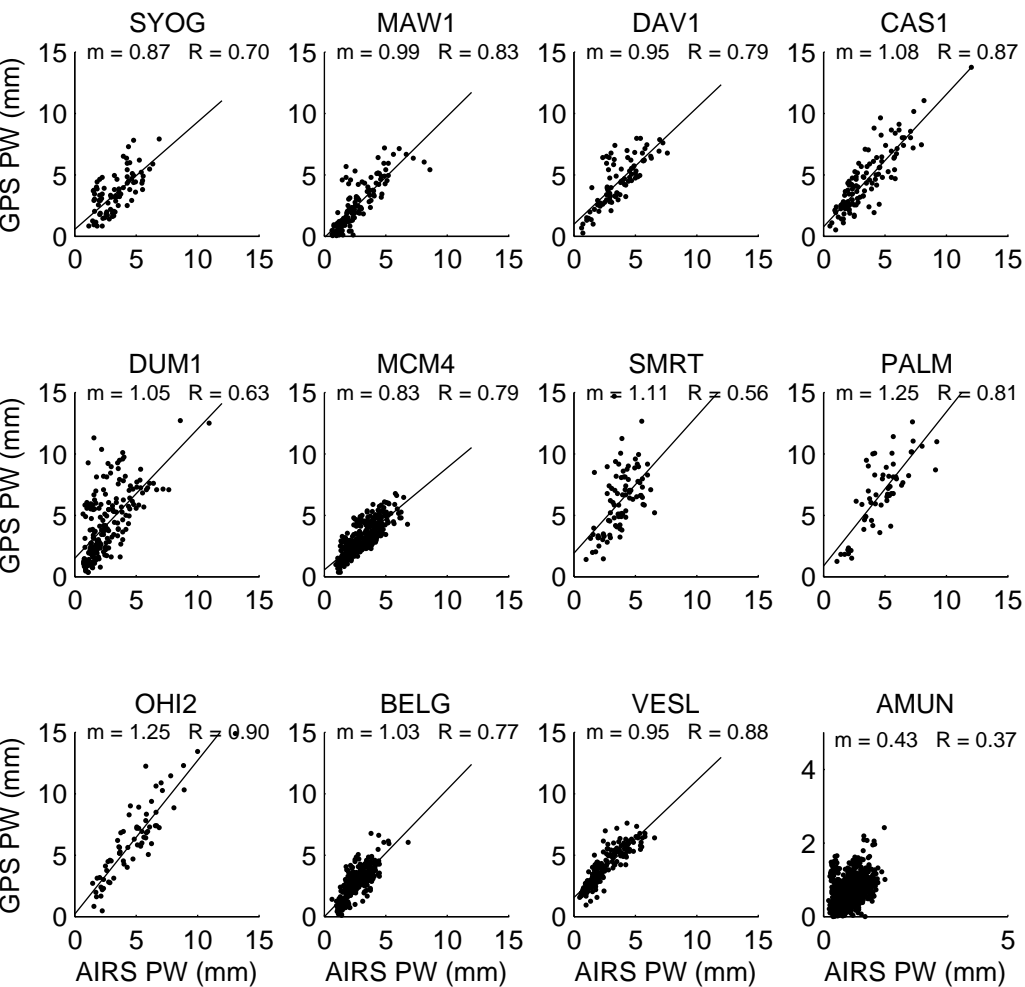 SYOG MAW1 DAV1 CAS1
m = 0.87 R = 0.70 m = 0.99 R = 0.83 m = 0.95 R = 0.79 m = 1.08 R = 0.87
15 15 15 15
10 10 10 10
5 5 5 5
0 0 0 0
GPS PW (mm)
0 5 10 15 0 5 10 15 0 5 10 15 0 5 10 15
DUM1 MCM4 SMRT PALM
m = 1.05 R = 0.63 m = 0.83 R = 0.79 m = 1.11 R = 0.56 m = 1.25 R = 0.81
15 15 15 15
10 10 10 10
5 5 5 5
0 0 0 0
GPS PW (mm)
0 5 10 15 0 5 10 15 0 5 10 15 0 5 10 15
OHI2 BELG VESL AMUN
m = 1.25 R = 0.90 m = 1.03 R = 0.77 m = 0.95 R = 0.88 m = 0.43 R = 0.37
15 15 15
10 10 10 4
5 5 5 2
0 0 0 0
GPS PW (mm)
0 5 10 15 0 5 10 15 0 5 10 15 0 5
AIRS PW (mm) AIRS PW (mm) AIRS PW (mm) AIRS PW (mm)